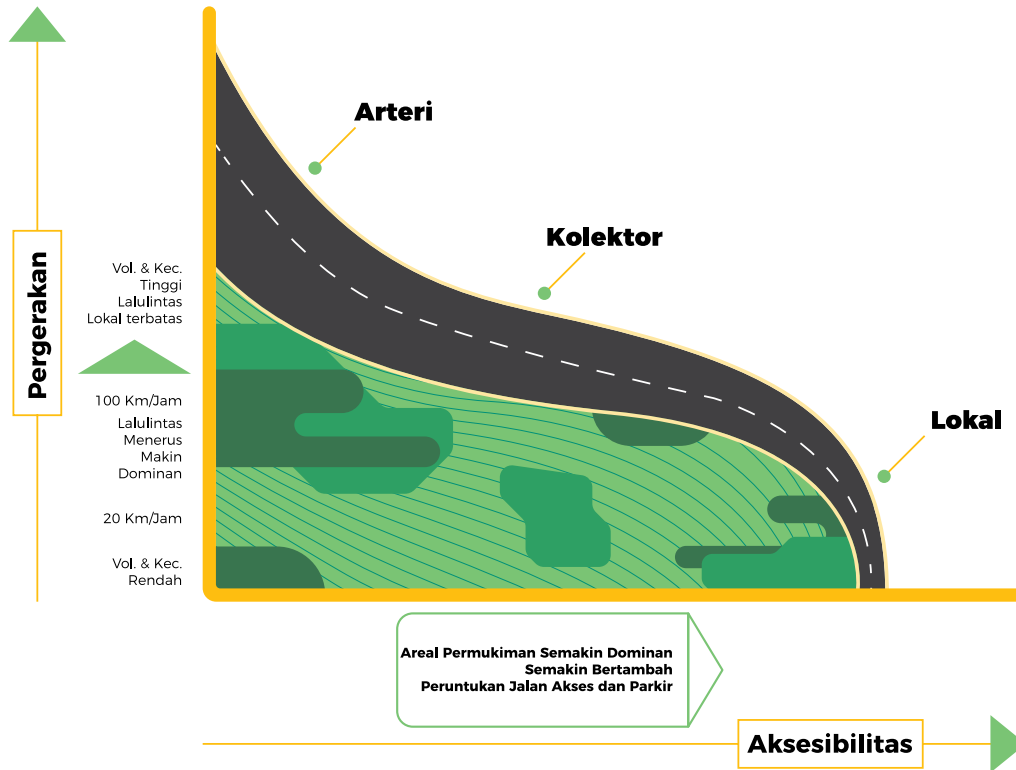 Arteri
Kolektor
Lokal
Pergerakan
Vol. & Kec.
Tinggi
Lalulintas
Lokal terbatas
100 Km/Jam
Lalulintas
Menerus
Makin
Dominan
20 Km/Jam
Vol. & Kec.
Rendah
Areal Permukiman Semakin Dominan
Semakin Bertambah
Peruntukan Jalan Akses dan Parkir
Aksesibilitas